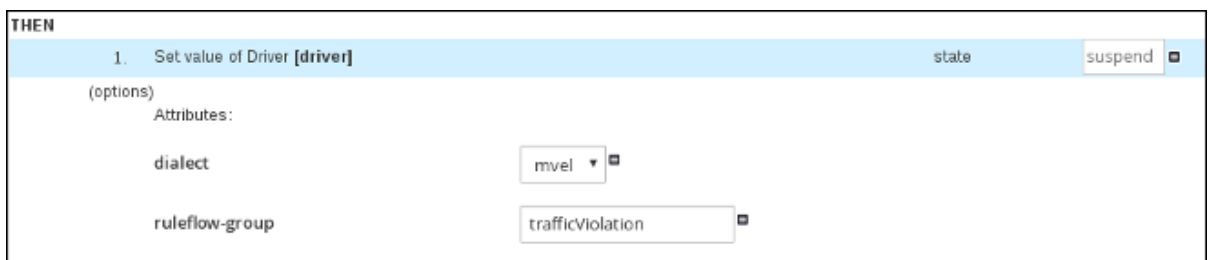 THEN
1. Set value of Driver [driver] state suspend
(options)
Attributes:
dialect mvel
ruleflow-group trafficViolation